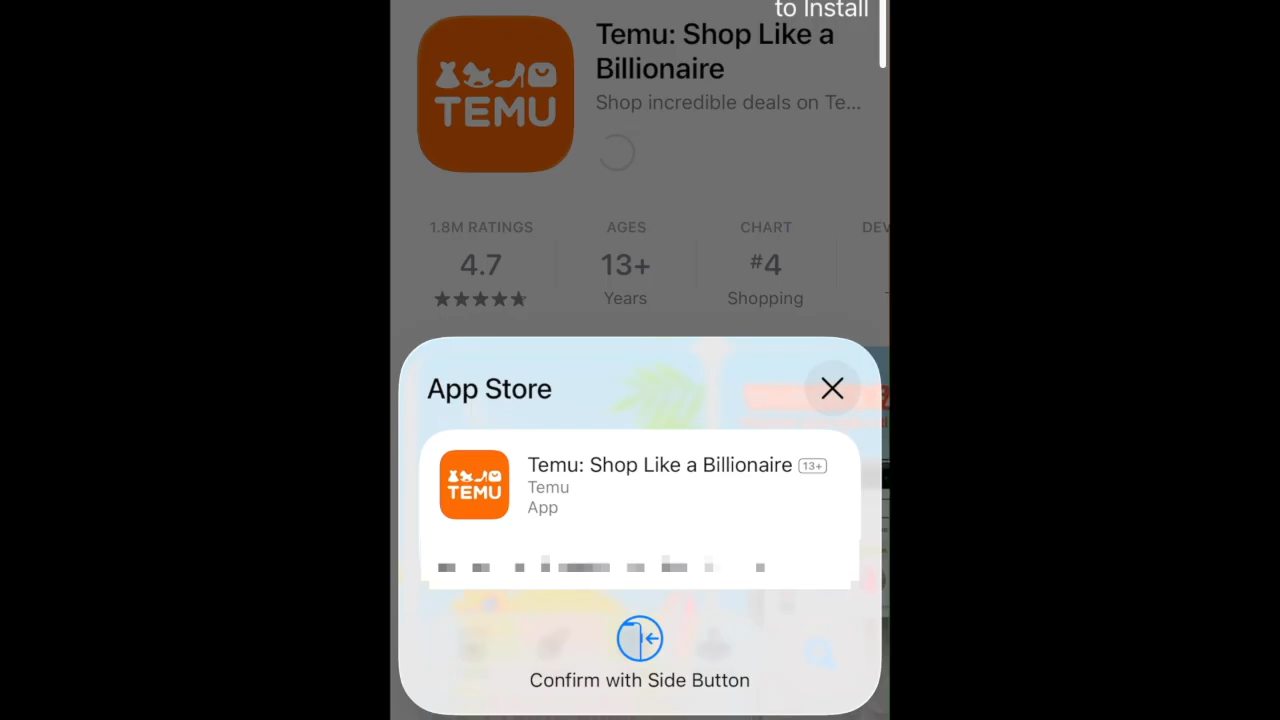 to Install
TEMU
Temu: Shop Like a
Billionaire
Shop incredible deals on Te...
1.8M RATINGS
4.7
AGES
13+
Years
CHART
#4
Shopping
DEV
App Store
TEMU
Temu: Shop Like a Billionaire 13+
Temu
App
Confirm with Side Button